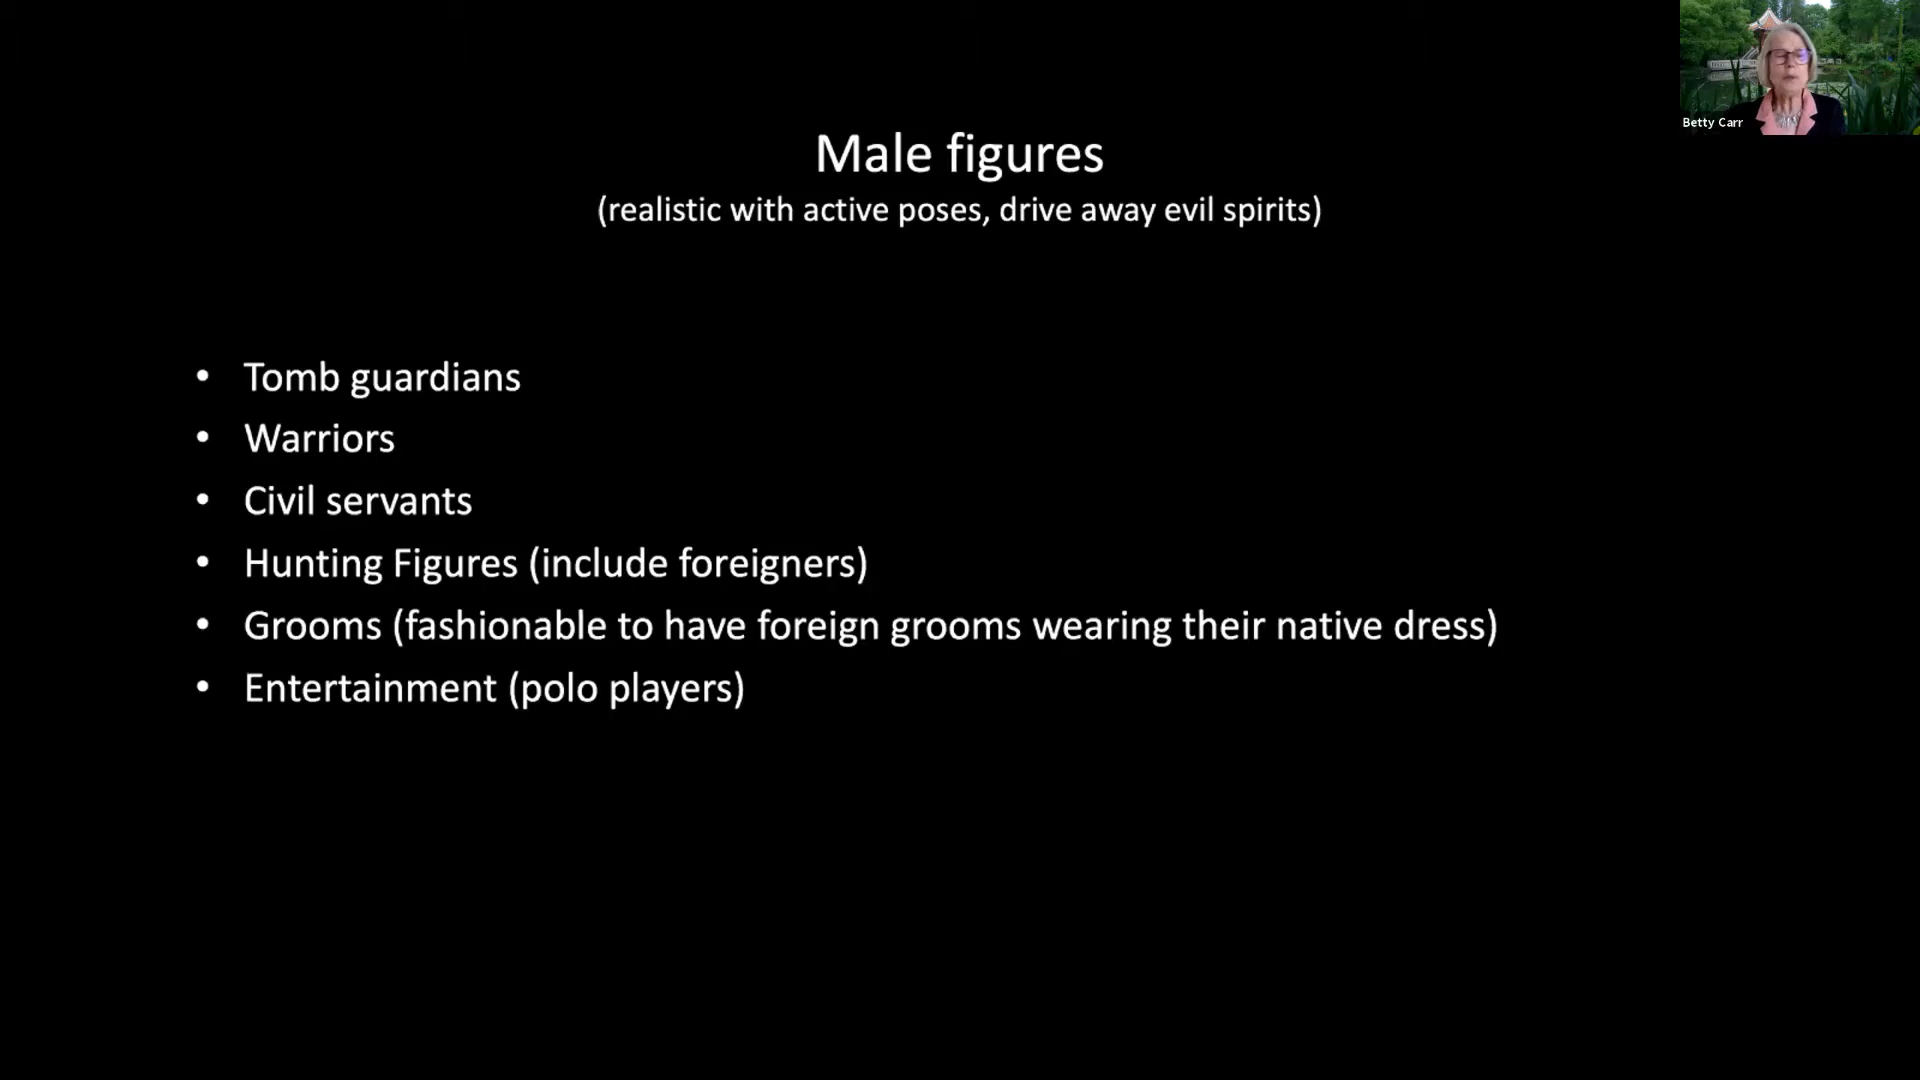 Betty Carr
Male figures
(realistic with active poses, drive away evil spirits)
• Tomb guardians
• Warriors
• Civil servants
• Hunting Figures (include foreigners)
• Grooms (fashionable to have foreign grooms wearing their native dress)
• Entertainment (polo players)